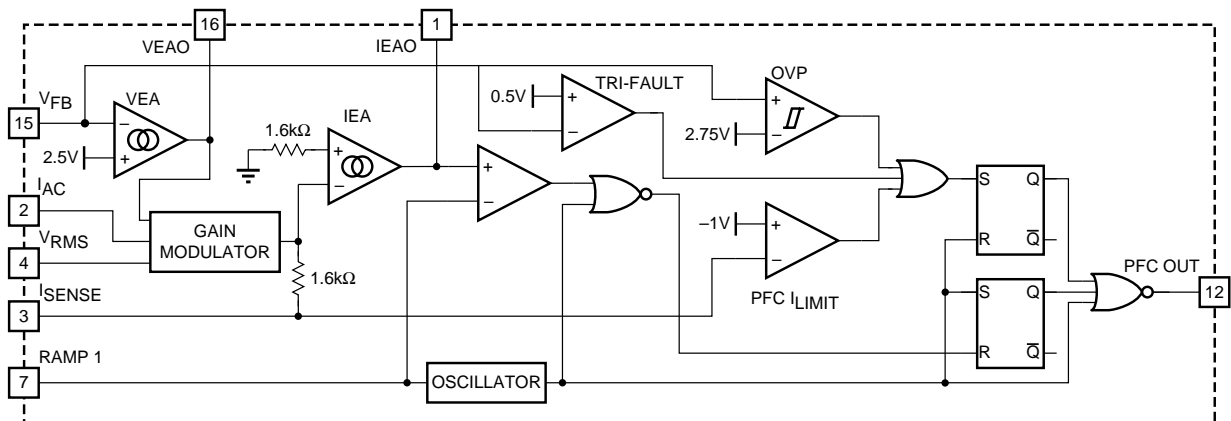 16
VEAO
1
IEAO
VFB
15
VEA
–
2.5V
+
IEA
1.6kΩ
+
–
TRI-FAULT
0.5V
+
–
OVP
+
2.75V
–
IAC
2
VRMS
4
GAIN
MODULATOR
1.6kΩ
+
–
–1V
+
–
PFC ILIMIT
S
Q
R
Q
S
Q
R
Q
PFC OUT
12
ISENSE
3
RAMP 1
7
OSCILLATOR